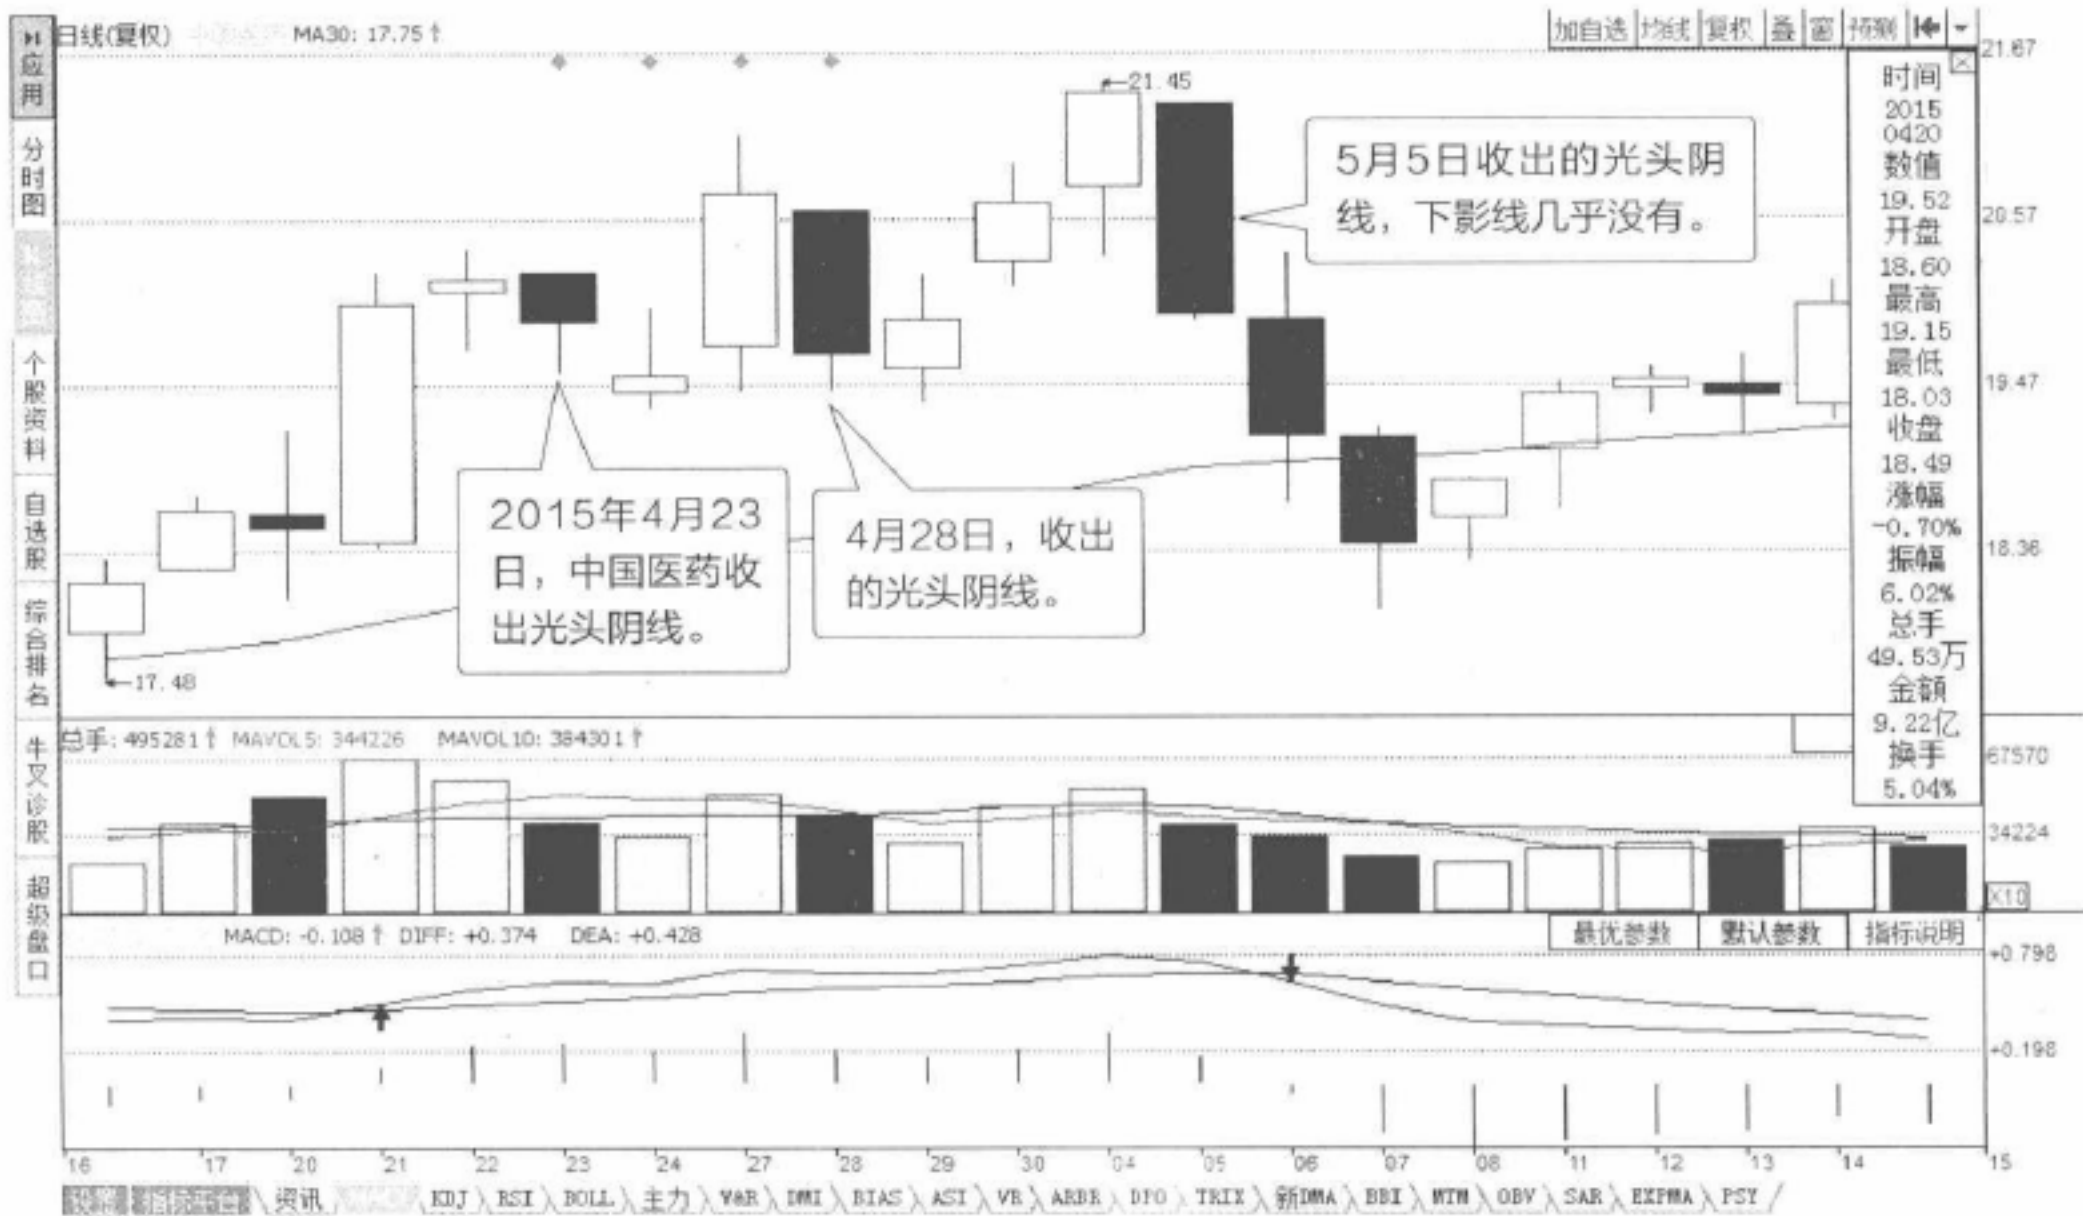 日线(复权)
MA30: 17.75↑
加自选 均线 复权 叠 窗 预测
21.67
应用
分时图
个股资料
自选股
综合排名
牛叉诊股
超级盘口
21.45
5月5日收出的光头阴
线，下影线几乎没有。
20.57
19.47
18.36
2015年4月23
日，中国医药收
出光头阴线。
4月28日，收出
的光头阴线。
17.48
时间
2015
0420
数值
19.52
开盘
18.60
最高
19.15
最低
18.03
收盘
18.49
涨幅
-0.70%
振幅
6.02%
总手
49.53万
金额
9.22亿
换手
5.04%
总手: 495281↑ MAVOL5: 344226 MAVOL10: 384301↑
67570
34224
X10
MACD: -0.108↑ DIFF: +0.374 DEA: +0.428
最优参数 默认参数 指标说明
+0.798
+0.198
16 17 20 21 22 23 24 27 28 29 30 04 05 06 07 08 11 12 13 14 15
资讯 KDJ RSI BOLL 主力 W&R DMI BIAS ASI VR ARBR DPO TRIX 新DMA BBI MTM OBV SAR EXPMA PSY